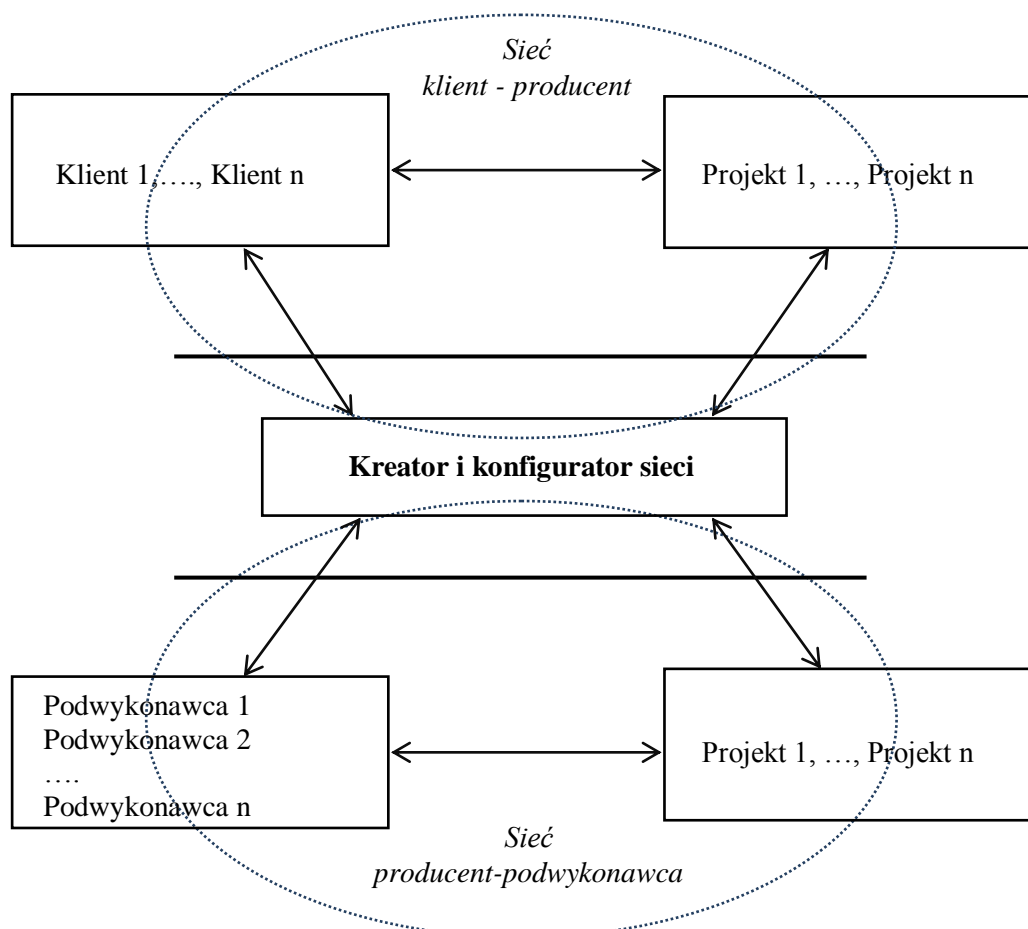 Sieć
klient - producent
Klient 1,…., Klient n
Projekt 1, …, Projekt n
Kreator i konfigurator sieci
Podwykonawca 1
Podwykonawca 2
….
Podwykonawca n
Projekt 1, …, Projekt n
Sieć
producent-podwykonawca